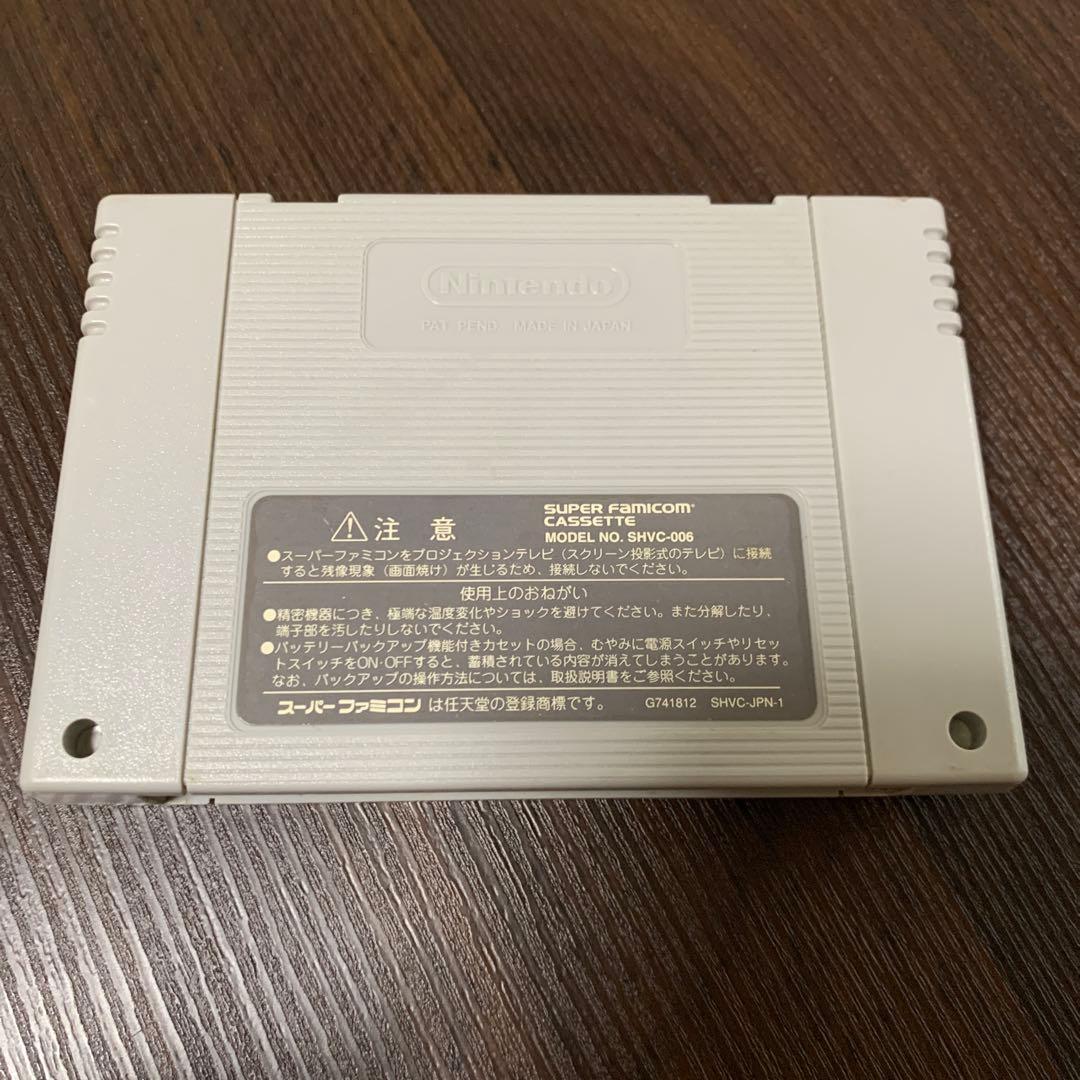 Nintendo
PAT. PEND. MADE IN JAPAN
注意
SUPER FAMICOM
CASSETTE
MODEL NO. SHVC-006
●スーパーファミコンをプロジェクションテレビ（スクリーン投影式のテレビ）に接続
すると残像現象（画面焼け）が生じるため、接続しないでください。
使用上のおねがい
●精密機器につき、極端な温度変化やショックを避けてください。また分解したり、
端子部を汚したりしないでください。
●バッテリーバックアップ機能付きカセットの場合、むやみに電源スイッチやリセッ
トスイッチをON·OFFすると、蓄積されている内容が消えてしまうことがあります。
なお、バックアップの操作方法については、取扱説明書をご参照ください。
スーパーファミコンは任天堂の登録商標です。 G741812 SHVC-JPN-1